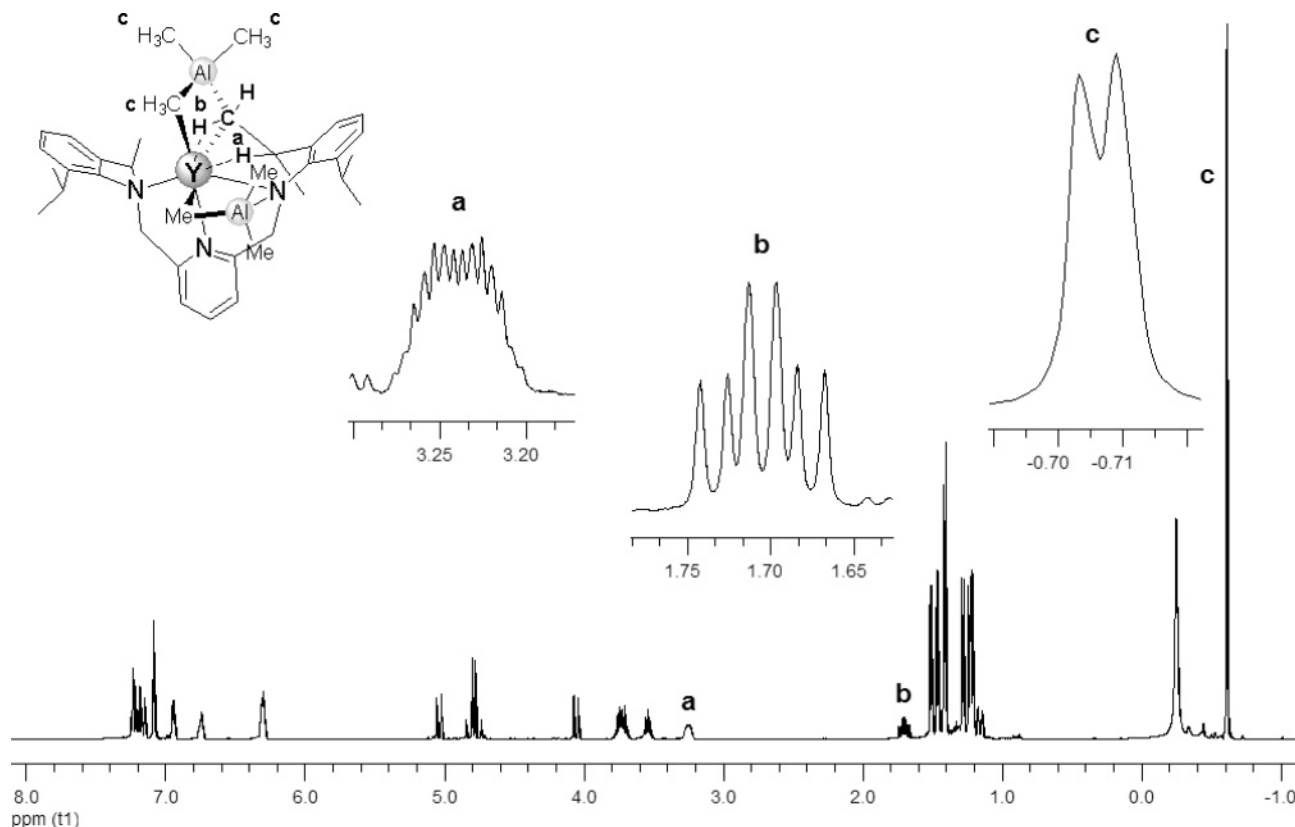 c c
H₃C CH₃
Al
H
c H₃C b H C
a
H
Y
Me
N N
Me Al
N Me
a
b
c
c
3.25 3.20
1.75 1.70 1.65
-0.70 -0.71
a
b
8.0 7.0 6.0 5.0 4.0 3.0 2.0 1.0 0.0 -1.0
ppm (t1)